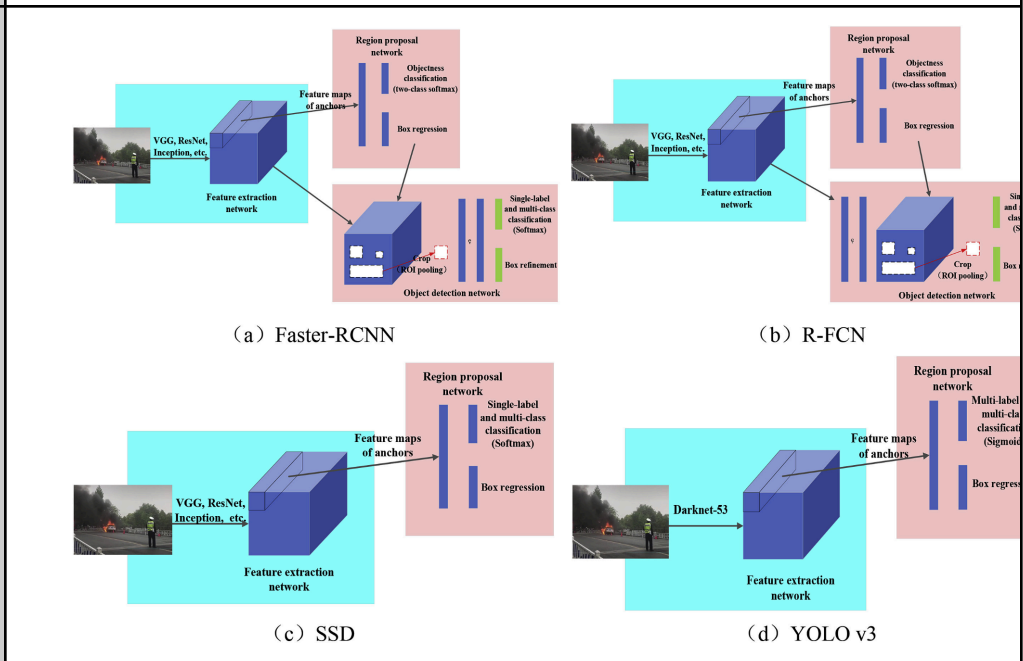 Region proposal
network
Objectness
classification
(two-class softmax)
Feature maps
of anchors
VGG, ResNet,
Inception, etc.
Box regression
Feature extraction
network
Single-label
and multi-class
classification
(Softmax)
Crop
(ROI pooling)
Box refinement
Object detection network
(a) Faster-RCNN
Region proposal
network
Objectness
classification
(two-class softmax)
Feature maps
of anchors
VGG, ResNet,
Inception, etc.
Box regression
Feature extraction
network
Crop
(ROI pooling)
Box
Object detection network
(b) R-FCN
Region proposal
network
Single-label
and multi-class
classification
(Softmax)
Feature maps
of anchors
VGG, ResNet,
Inception, etc.
Box regression
Feature extraction
network
(c) SSD
Region proposal
network
Multi-label
Feature maps
of anchors
Darknet-53
Box
Feature extraction
network
(d) YOLO v3